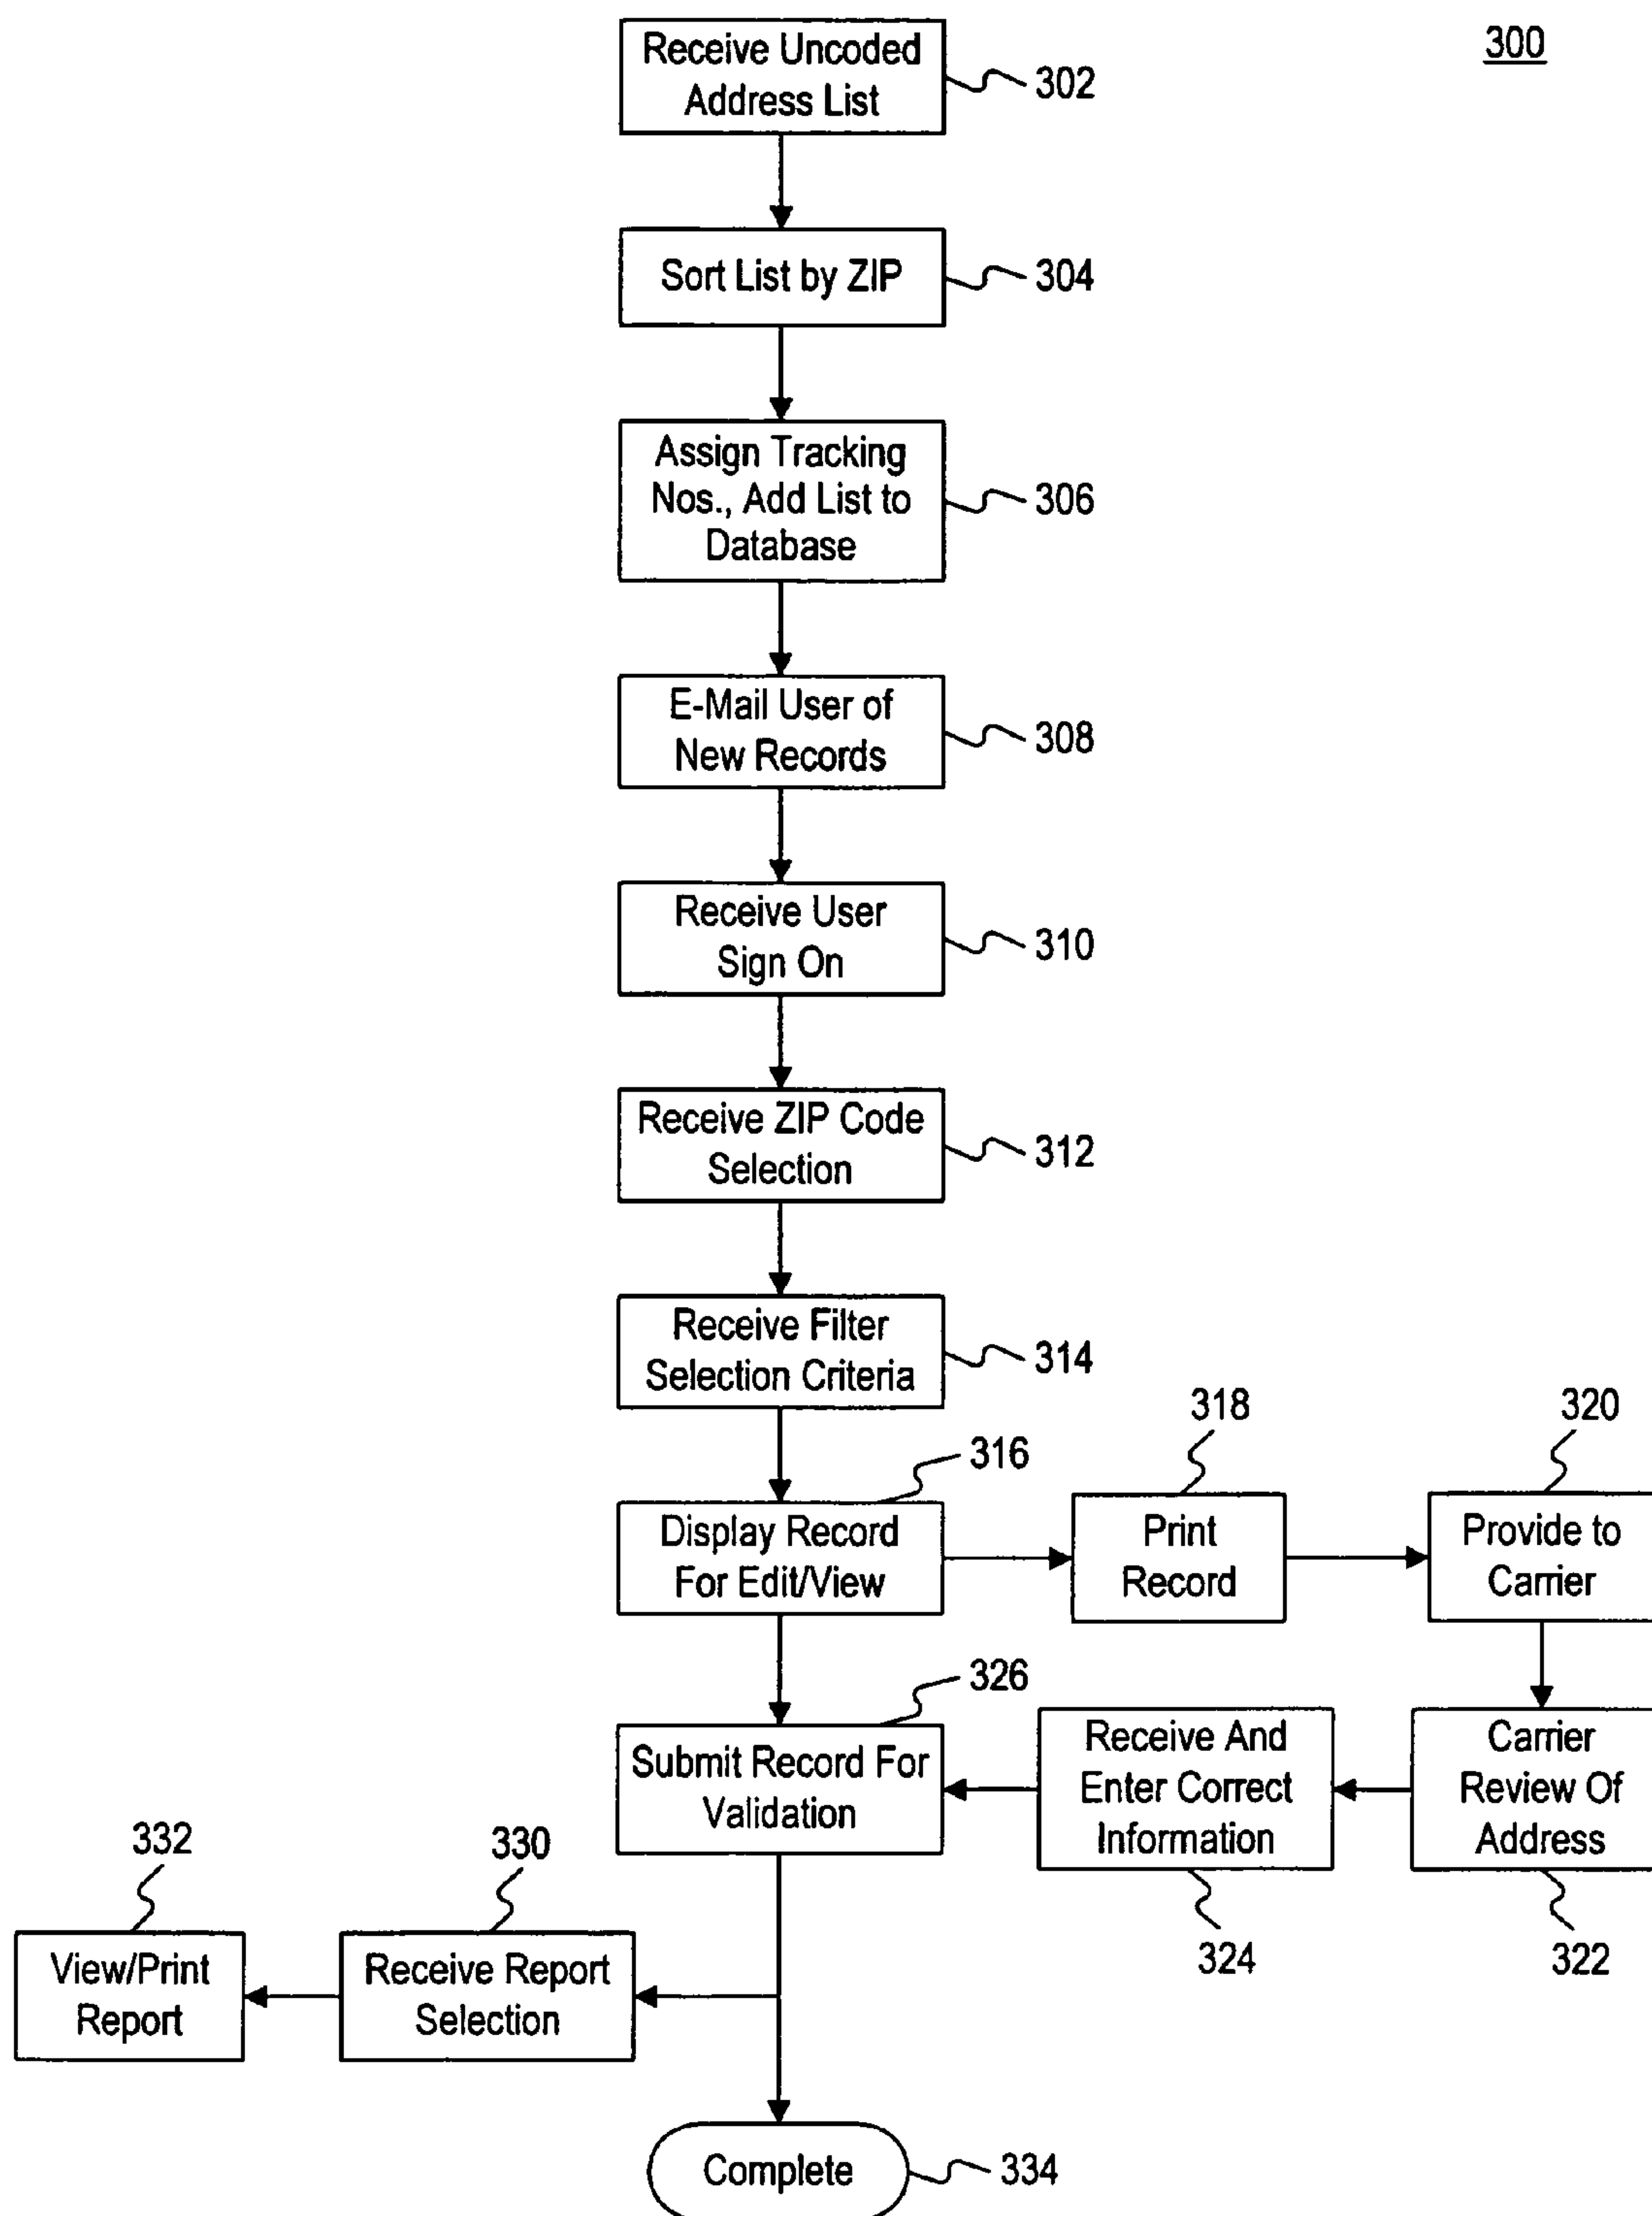 300
Receive Uncoded
Address List
302
Sort List by ZIP
304
Assign Tracking
Nos., Add List to
Database
306
E-Mail User of
New Records
308
Receive User
Sign On
310
Receive ZIP Code
Selection
312
Receive Filter
Selection Criteria
314
316
Display Record
For Edit/View
318
Print
Record
320
Provide to
Carrier
326
Submit Record For
Validation
Receive And
Enter Correct
Information
324
Carrier
Review Of
Address
322
332
View/Print
Report
330
Receive Report
Selection
Complete
334